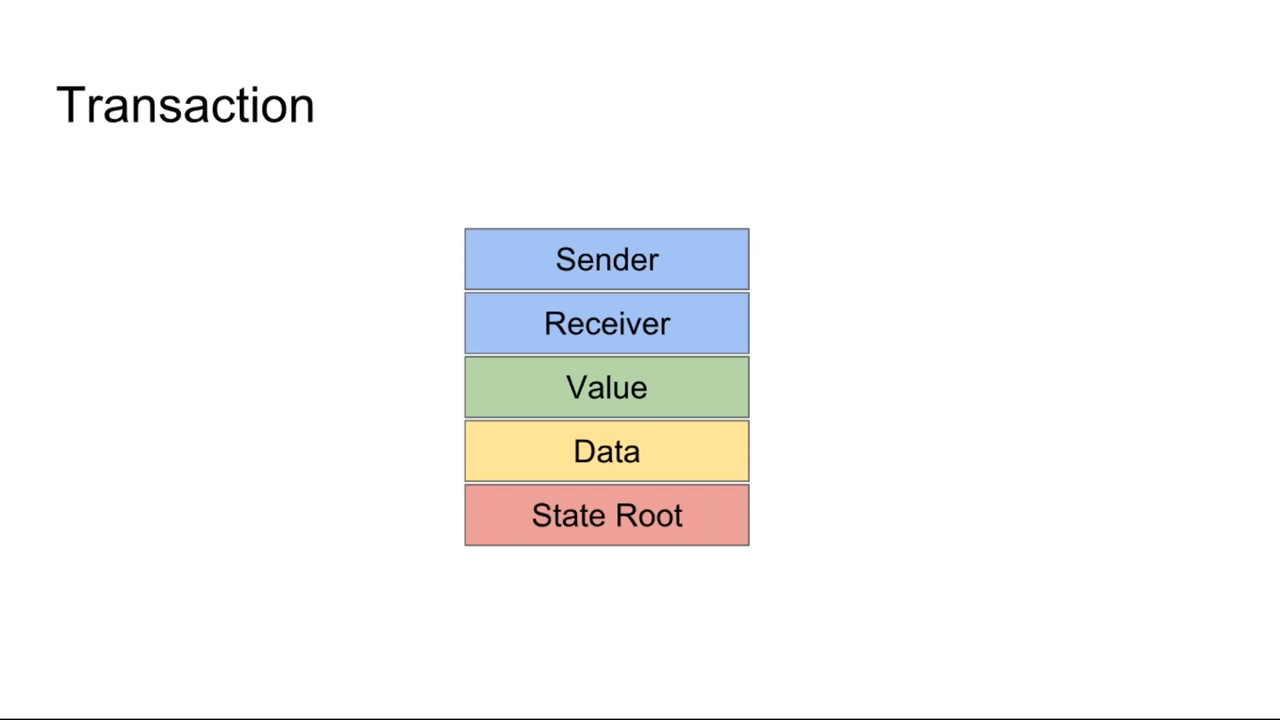 Transaction
Sender
Receiver
Value
Data
State Root